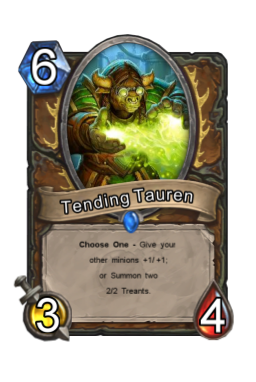 6
Tending Tauren
Choose One - Give your
other minions +1/+1;
or Summon two
2/2 Treants.
3
4